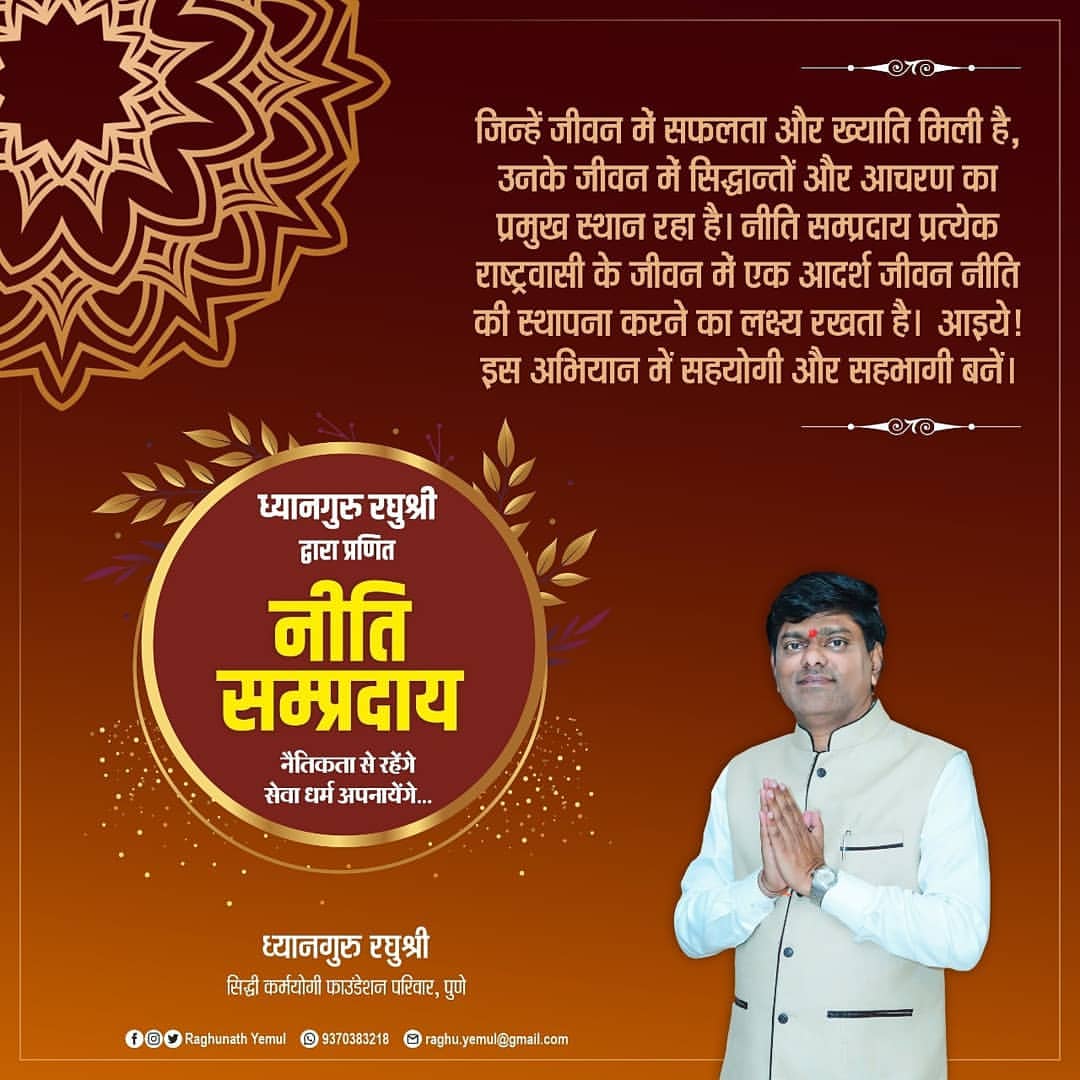 जिन्हें जीवन में सफलता और ख्याति मिली है,
उनके जीवन में सिद्धान्तों और आचरण का
प्रमुख स्थान रहा है। नीति सम्प्रदाय प्रत्येक
राष्ट्रवासी के जीवन में एक आदर्श जीवन नीति
की स्थापना करने का लक्ष्य रखता है। आइये!
इस अभियान में सहयोगी और सहभागी बनें।
ध्यानगुरु रघुश्री
द्वारा प्रणित
नीति
सम्प्रदाय
नैतिकता से रहेंगे
सेवा धर्म अपनायेंगे...
ध्यानगुरु रघुश्री
सिद्धी कर्मयोगी फाउंडेशन परिवार, पुणे
Raghunath Yemul 9370383218 raghu.yemul@gmail.com